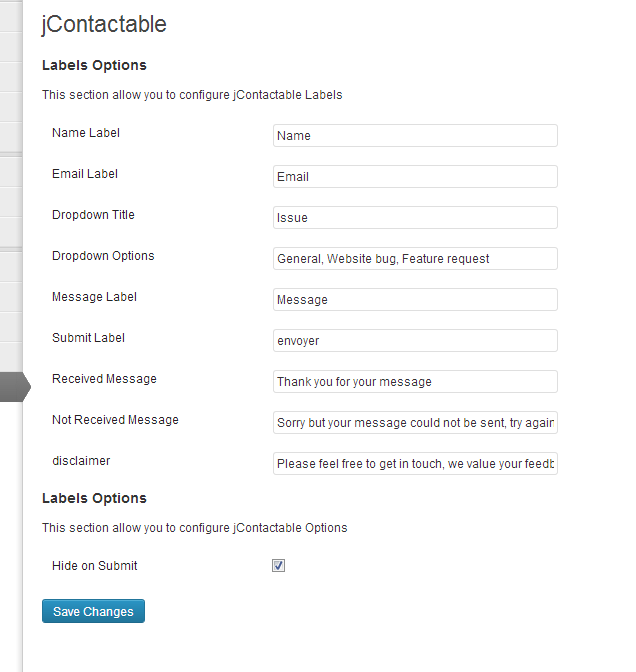 jContactable
Labels Options
This section allow you to configure jContactable Labels
Name Label Name
Email Label Email
Dropdown Title Issue
Dropdown Options General, Website bug, Feature request
Message Label Message
Submit Label envoyer
Received Message Thank you for your message
Not Received Message Sorry but your message could not be sent, try again
disclaimer Please feel free to get in touch, we value your feedb
Labels Options
This section allow you to configure jContactable Options
Hide on Submit
Save Changes